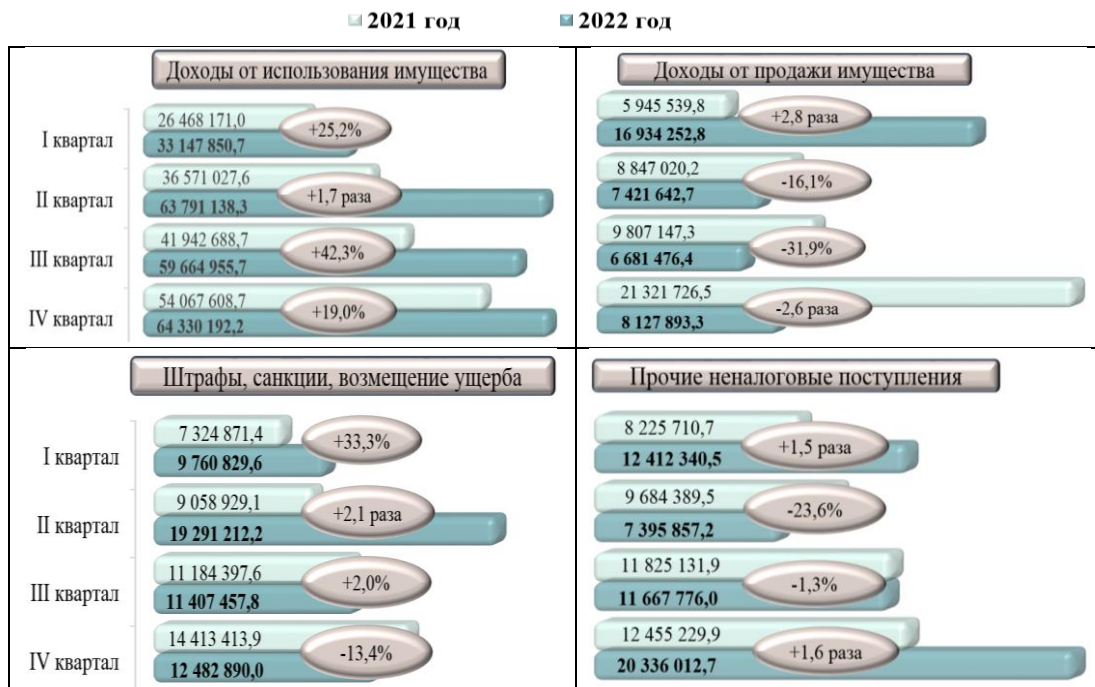 2021 год 2022 год
Доходы от использования имущества
I квартал
26 468 171,0
33 147 850,7
+25,2%
II квартал
36 571 027,6
63 791 138,3
+1,7 раза
III квартал
41 942 688,7
59 664 955,7
+42,3%
IV квартал
54 067 608,7
64 330 192,2
+19,0%
Доходы от продажи имущества
5 945 539,8
16 934 252,8
+2,8 раза
8 847 020,2
7 421 642,7
-16,1%
9 807 147,3
6 681 476,4
-31,9%
21 321 726,5
8 127 893,3
-2,6 раза
Штрафы, санкции, возмещение ущерба
I квартал
7 324 871,4
9 760 829,6
+33,3%
II квартал
9 058 929,1
19 291 212,2
+2,1 раза
III квартал
11 184 397,6
11 407 457,8
+2,0%
IV квартал
14 413 413,9
12 482 890,0
-13,4%
Прочие неналоговые поступления
8 225 710,7
12 412 340,5
+1,5 раза
9 684 389,5
7 395 857,2
-23,6%
11 825 131,9
11 667 776,0
-1,3%
12 455 229,9
20 336 012,7
+1,6 раза